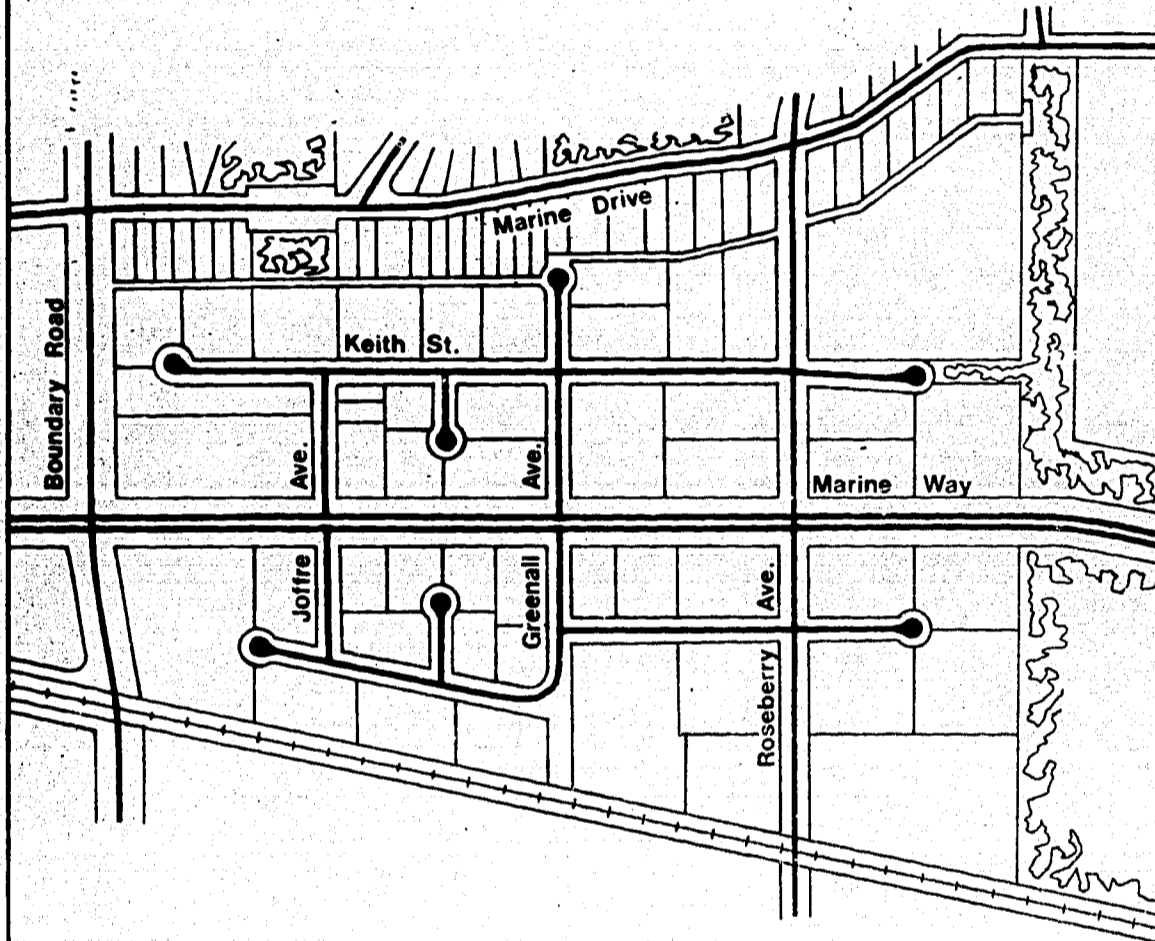 Marine Drive
Boundary Road
Keith St.
Ave.
Ave.
Marine Way
Joffre
Greenall
Ave.
Roseberry